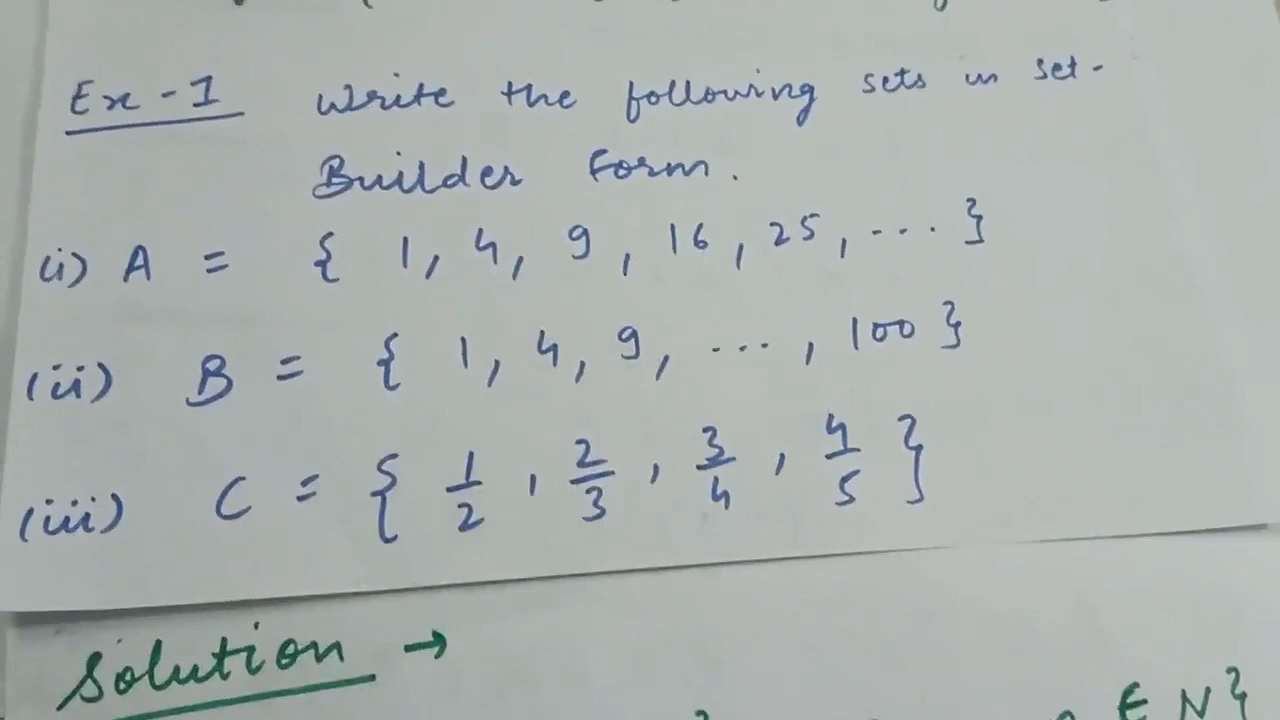 Ex - 1 Write the following sets in set-
Builder Form.
(i) A = { 1, 4, 9, 16, 25, ... }
(ii) B = { 1, 4, 9, ..., 100 }
(iii) C = { 1/2, 2/3, 3/4, 4/5 }
Solution →
∈ N}